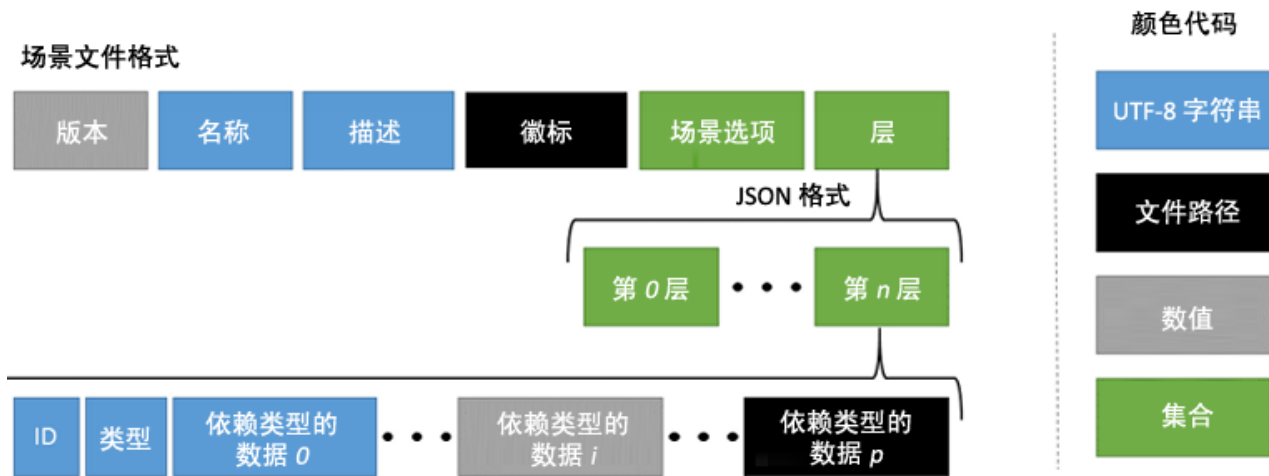 颜色代码
场景文件格式
版本
名称
描述
徽标
场景选项
层
UTF-8 字符串
JSON 格式
文件路径
第 0 层
第 n 层
数值
ID
类型
依赖类型的
数据 0
依赖类型的
数据 i
依赖类型的
数据 p
集合